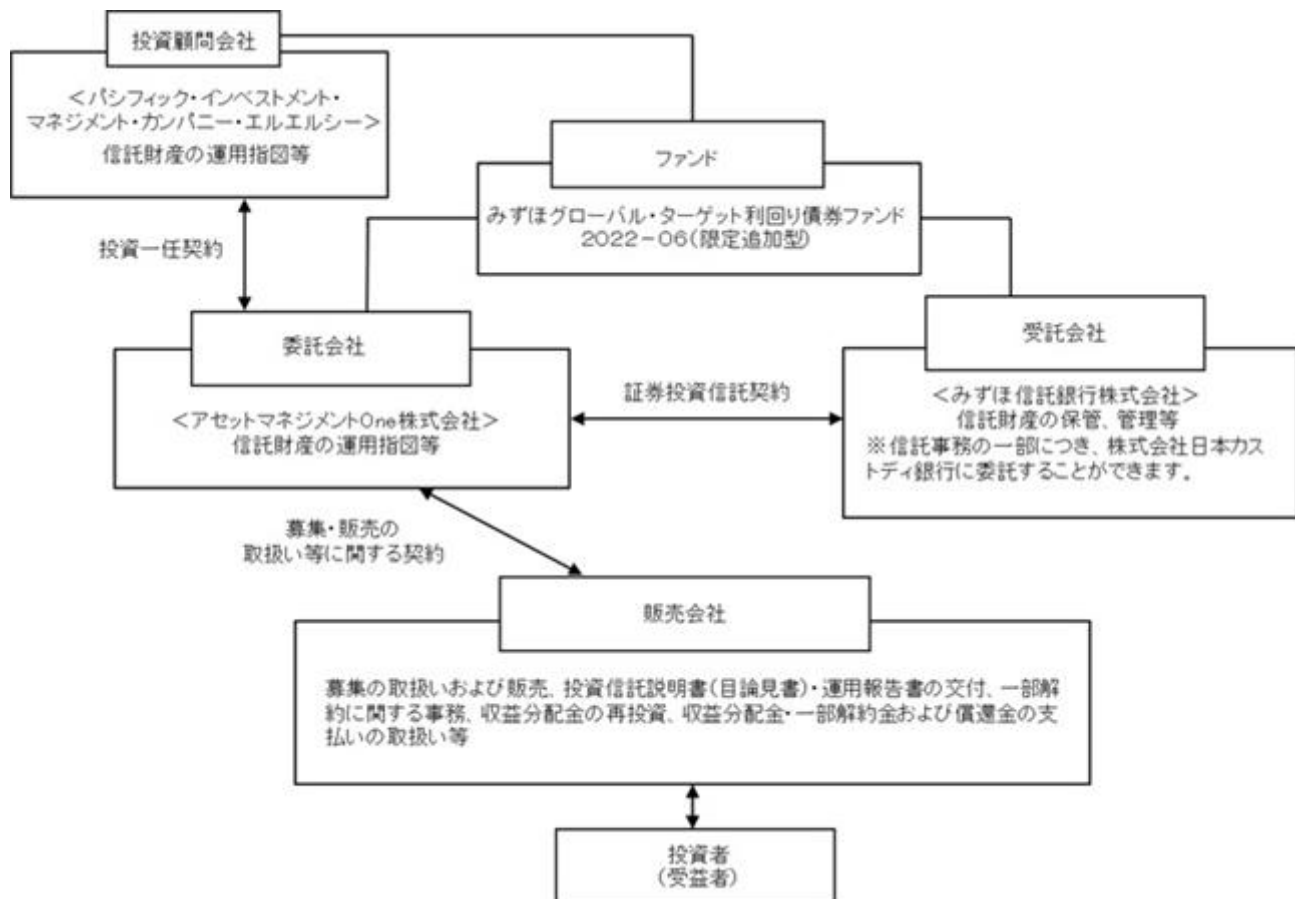 投資顧問会社
＜パシフィック・インベストメント・
マネジメント・カンパニー・エルエルシー＞
信託財産の運用指図等
ファンド
みずほグローバル・ターゲット利回り債券ファンド
2022－06（限定追加型）
投資一任契約
委託会社
＜アセットマネジメントOne株式会社＞
信託財産の運用指図等
証券投資信託契約
受託会社
＜みずほ信託銀行株式会社＞
信託財産の保管、管理等
※信託事務の一部につき、株式会社日本カス
トディ銀行に委託することができます。
募集・販売の
取扱い等に関する契約
販売会社
募集の取扱いおよび販売、投資信託説明書（目論見書）・運用報告書の交付、一部解
約に関する事務、収益分配金の再投資、収益分配金・一部解約金および償還金の支
払いの取扱い等
投資者
（受益者）